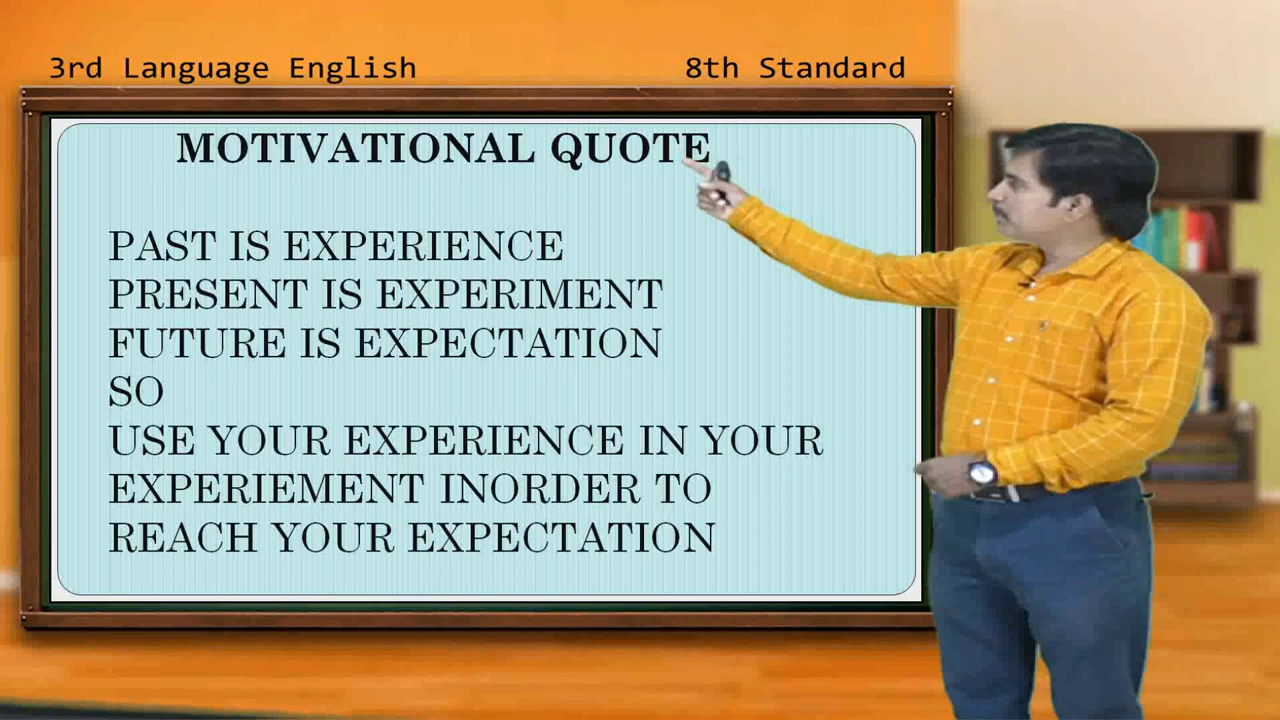 3rd Language English 8th Standard
MOTIVATIONAL QUOTE
PAST IS EXPERIENCE
PRESENT IS EXPERIMENT
FUTURE IS EXPECTATION
SO
USE YOUR EXPERIENCE IN YOUR
EXPERIEMENT INORDER TO
REACH YOUR EXPECTATION